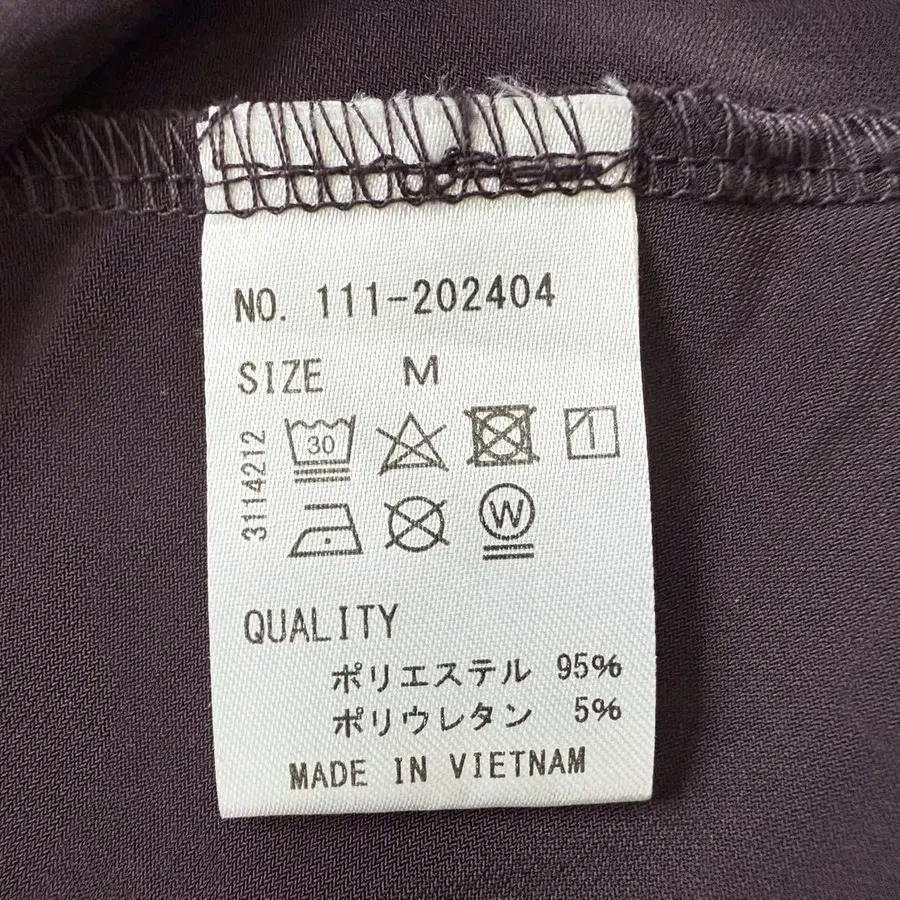 NO. 111-202404
SIZE M
3114212
30
W
QUALITY
ポリエステル 95%
ポリウレタン 5%
MADE IN VIETNAM